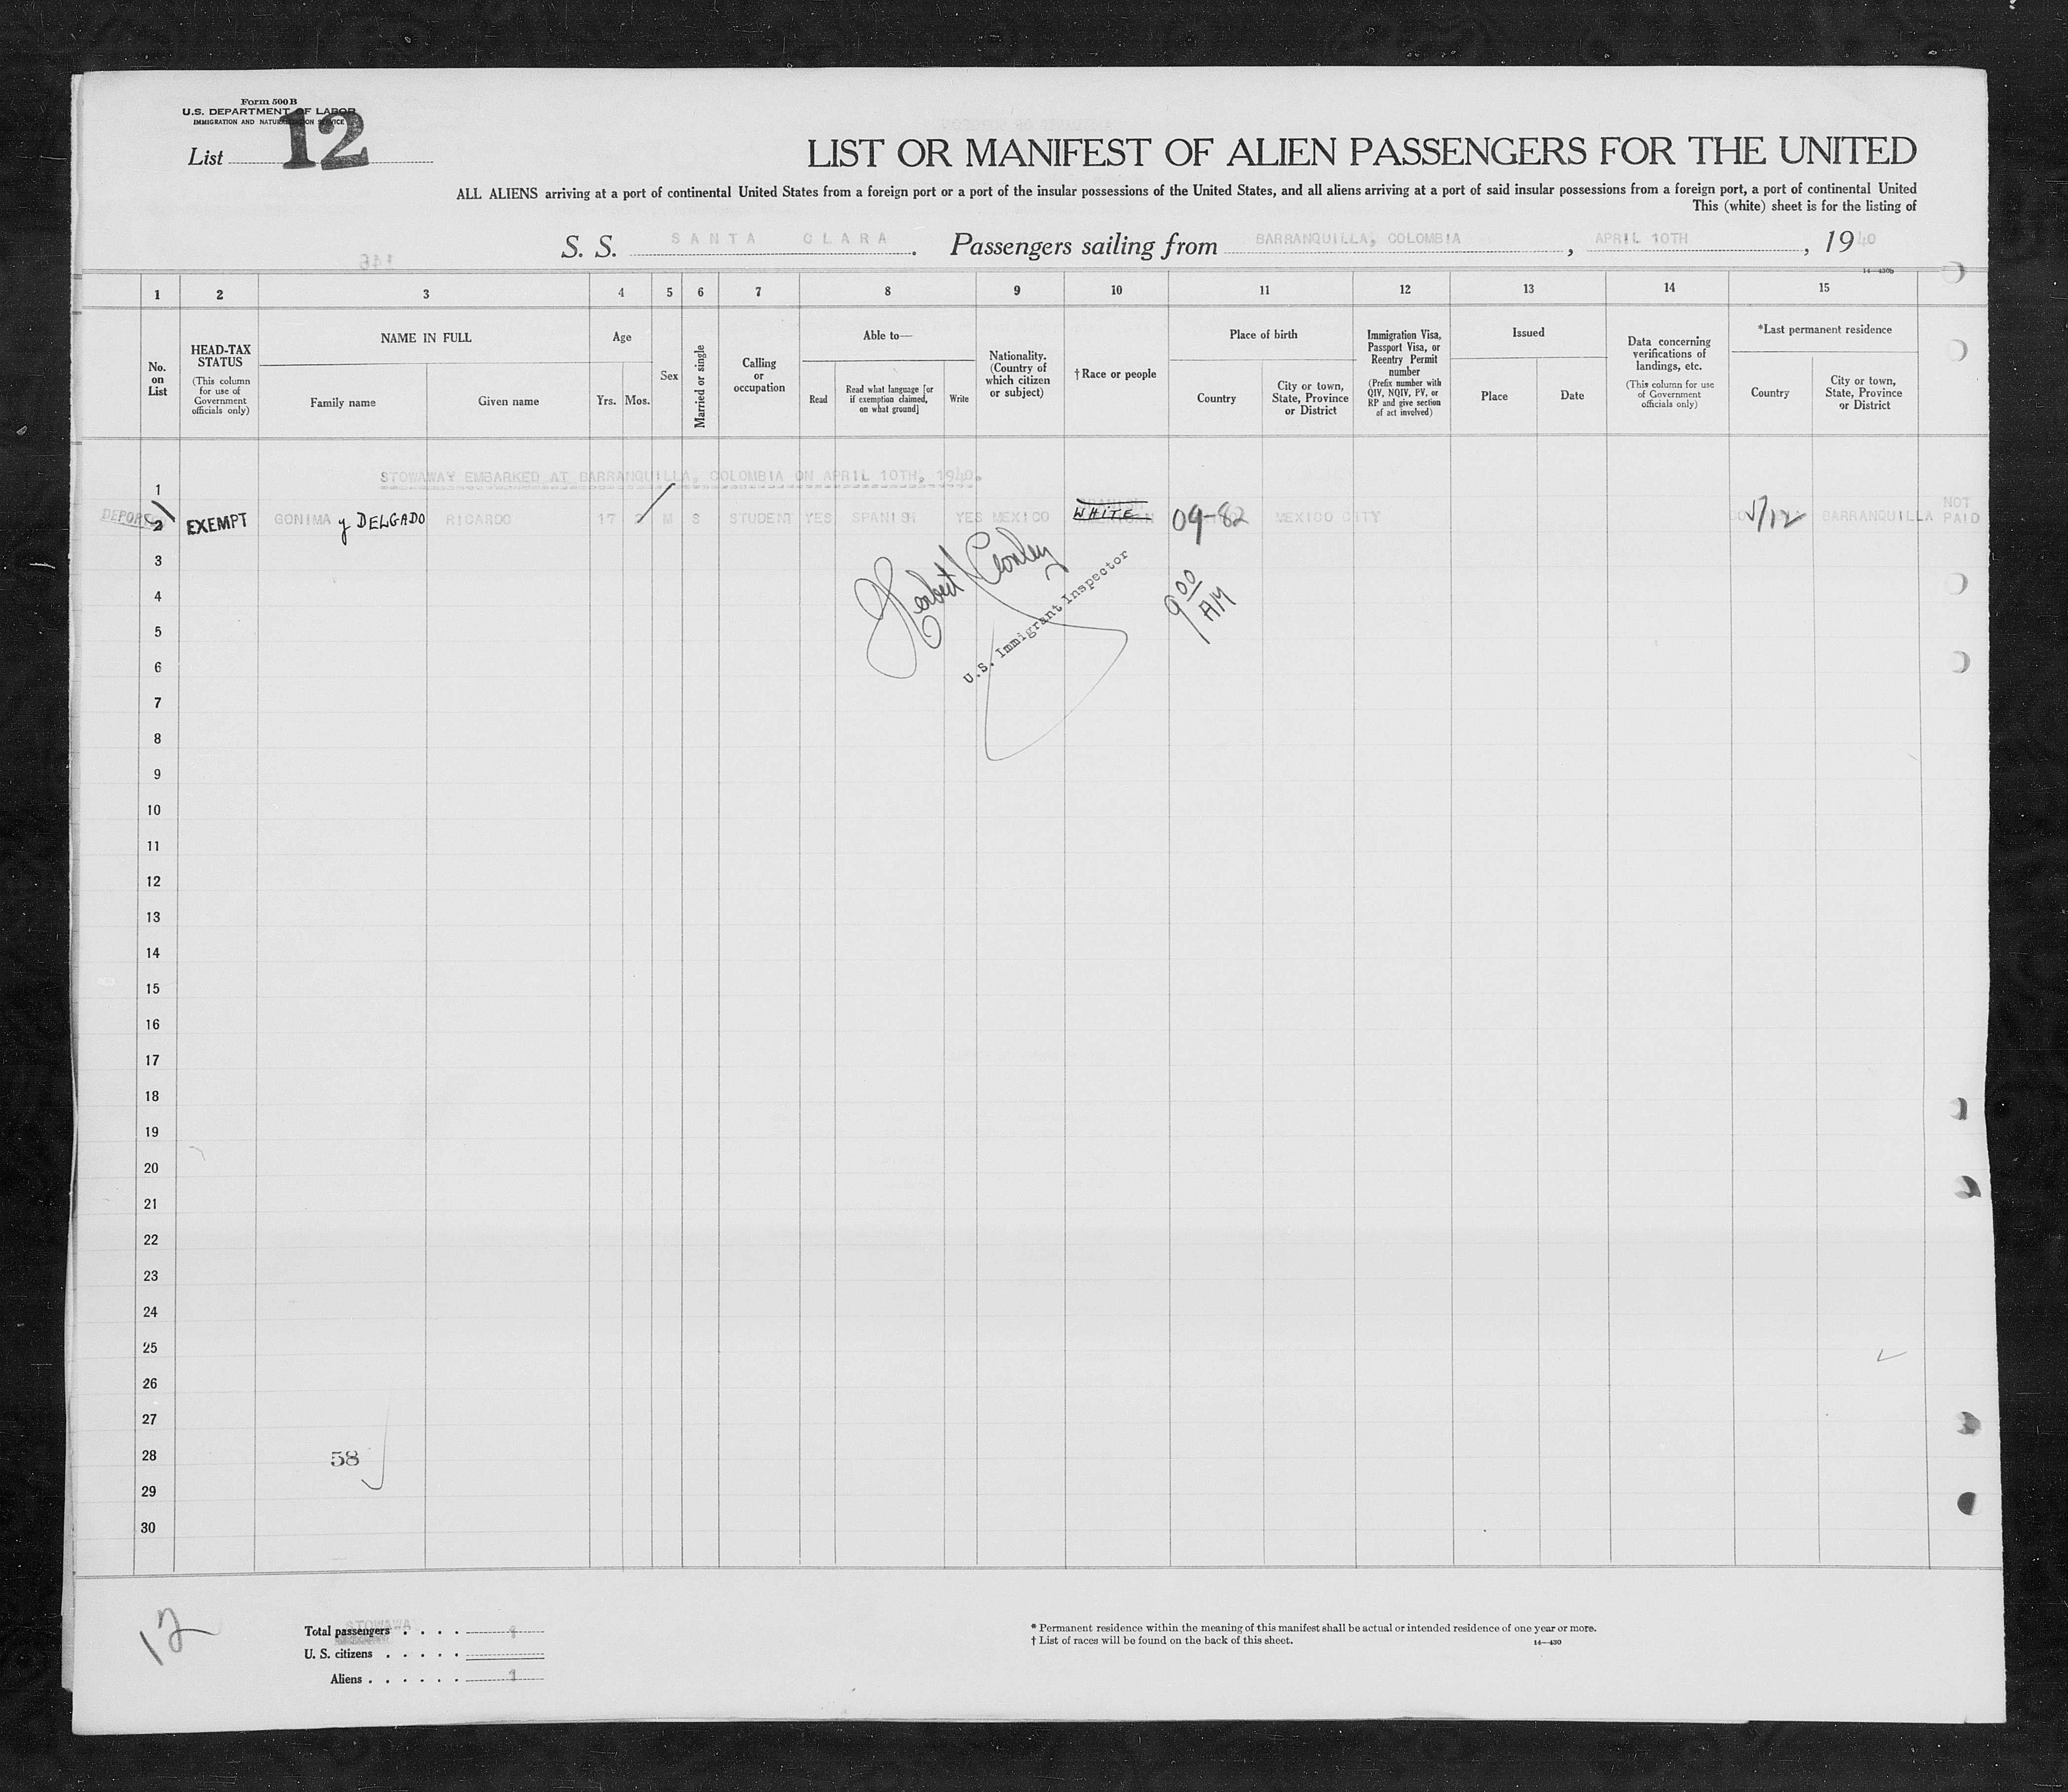 Form 500 B
U.S. DEPARTMENT OF LABOR
IMMIGRATION AND NATURALIZATION SERVICE
List 12
LIST OR MANIFEST OF ALIEN PASSENGERS FOR THE UNITED
ALL ALIENS arriving at a port of continental United States from a foreign port or a port of the insular possessions of the United States, and all aliens arriving at a port of said insular possessions from a foreign port, a port of continental United
This (white) sheet is for the listing of
S. S. SANTA CLARA. Passengers sailing from BARRANQUILLA, COLOMBIA, APRIL 10TH, 1940
146
14—430b
1 2 3 4 5 6 7 8 9 10 11 12 13 14 15
No. on List
HEAD-TAX STATUS
(This column for use of Government officials only)
NAME IN FULL
Family name
Given name
Age
Yrs.
Mos.
Sex
Married or single
Calling or occupation
Able to—
Read
Read what language [or if exemption claimed, on what ground]
Write
Nationality. (Country of which citizen or subject)
†Race or people
Place of birth
Country
City or town, State, Province or District
Immigration Visa, Passport Visa, or Reentry Permit number
(Prefix number with QIV, NQIV, PV, or RP and give section of act involved)
Issued
Place
Date
Data concerning verifications of landings, etc.
(This column for use of Government officials only)
*Last permanent residence
Country
City or town, State, Province or District
STOWAWAY EMBARKED AT BARRANQUILLA, COLOMBIA ON APRIL 10TH, 1940.
1
2 EXEMPT GONIMA y DELGADO RICARDO 17 M S STUDENT YES SPANISH YES MEXICO WHITE 09-82 MEXICO CITY V/12 BARRANQUILLA NOT PAID
3
4
5
6
7
8
9
10
11
12
13
14
15
16
17
18
19
20
21
22
23
24
25
26
27
28
29
30
Herbert Conley
U.S. Immigrant Inspector
9 00 AM
58
12
STOWAWA
Total passengers . . . . 1
U. S. citizens . . . . .
Aliens . . . . . . 1
* Permanent residence within the meaning of this manifest shall be actual or intended residence of one year or more.
† List of races will be found on the back of this sheet.
14—430